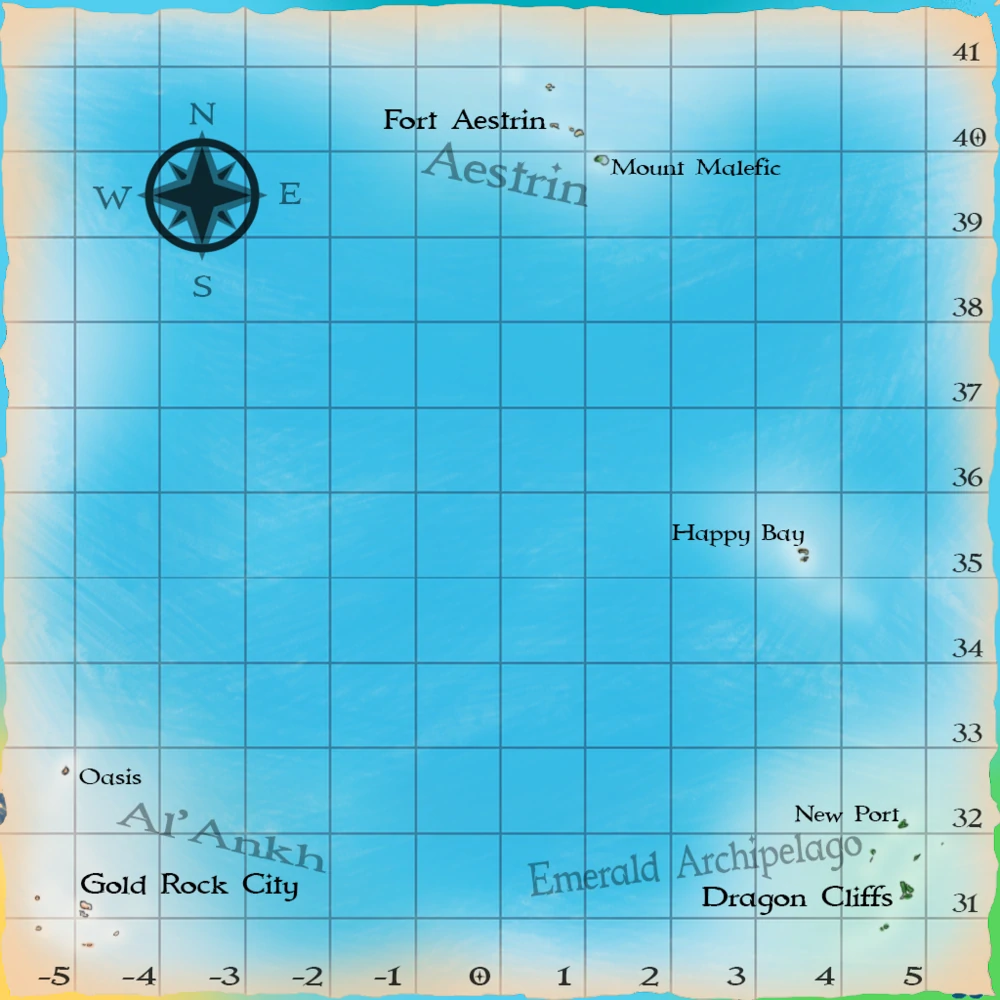 41
N
Fort Aestrin
40
Aestrin
Mount Malefic
W
E
39
S
38
37
36
Happy Bay
35
34
33
Oasis
New Port
32
Al'Ankh
Emerald Archipelago
Gold Rock City
Dragon Cliffs
31
-5 -4 -3 -2 -1 0 1 2 3 4 5